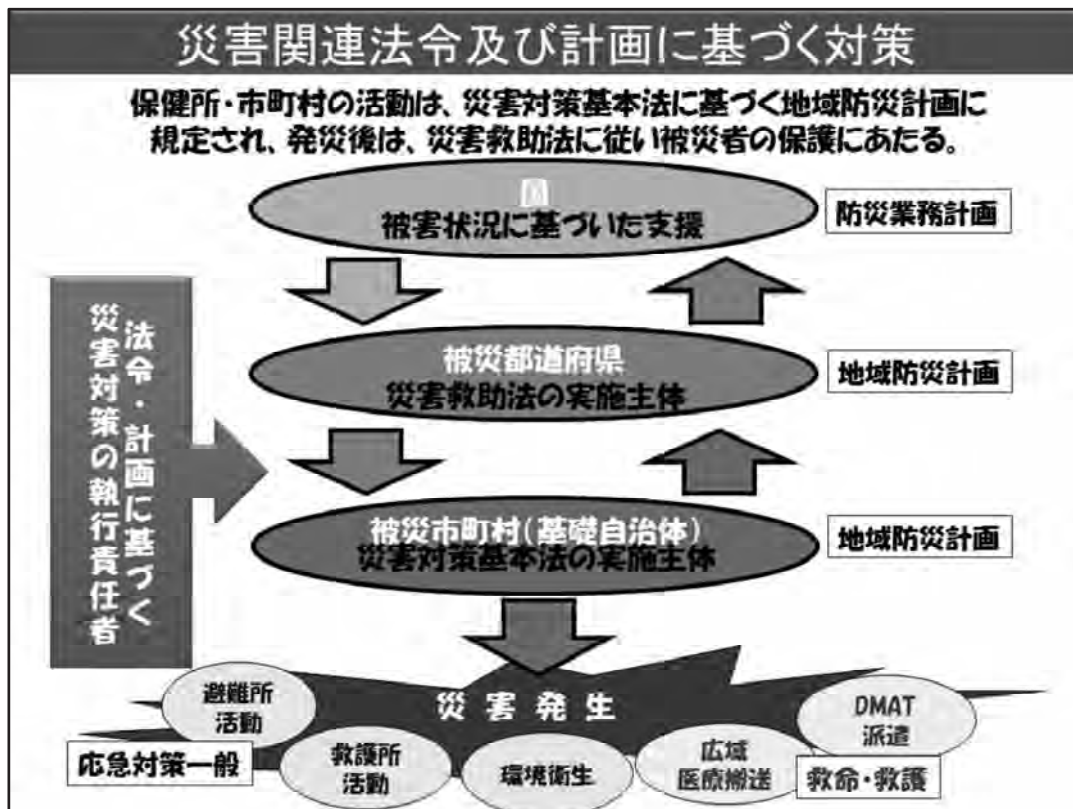 災害関連法令及び計画に基づく対策
保健所・市町村の活動は、災害対策基本法に基づく地域防災計画に
規定され、発災後は、災害救助法に従い被災者の保護にあたる。
国
被害状況に基づいた支援
防災業務計画
法令・計画に基づく
災害対策の執行責任者
被災都道府県
災害救助法の実施主体
地域防災計画
被災市町村(基礎自治体)
災害対策基本法の実施主体
地域防災計画
災害発生
避難所
活動
応急対策一般
救護所
活動
環境衛生
広域
医療搬送
DMAT
派遣
救命・救護